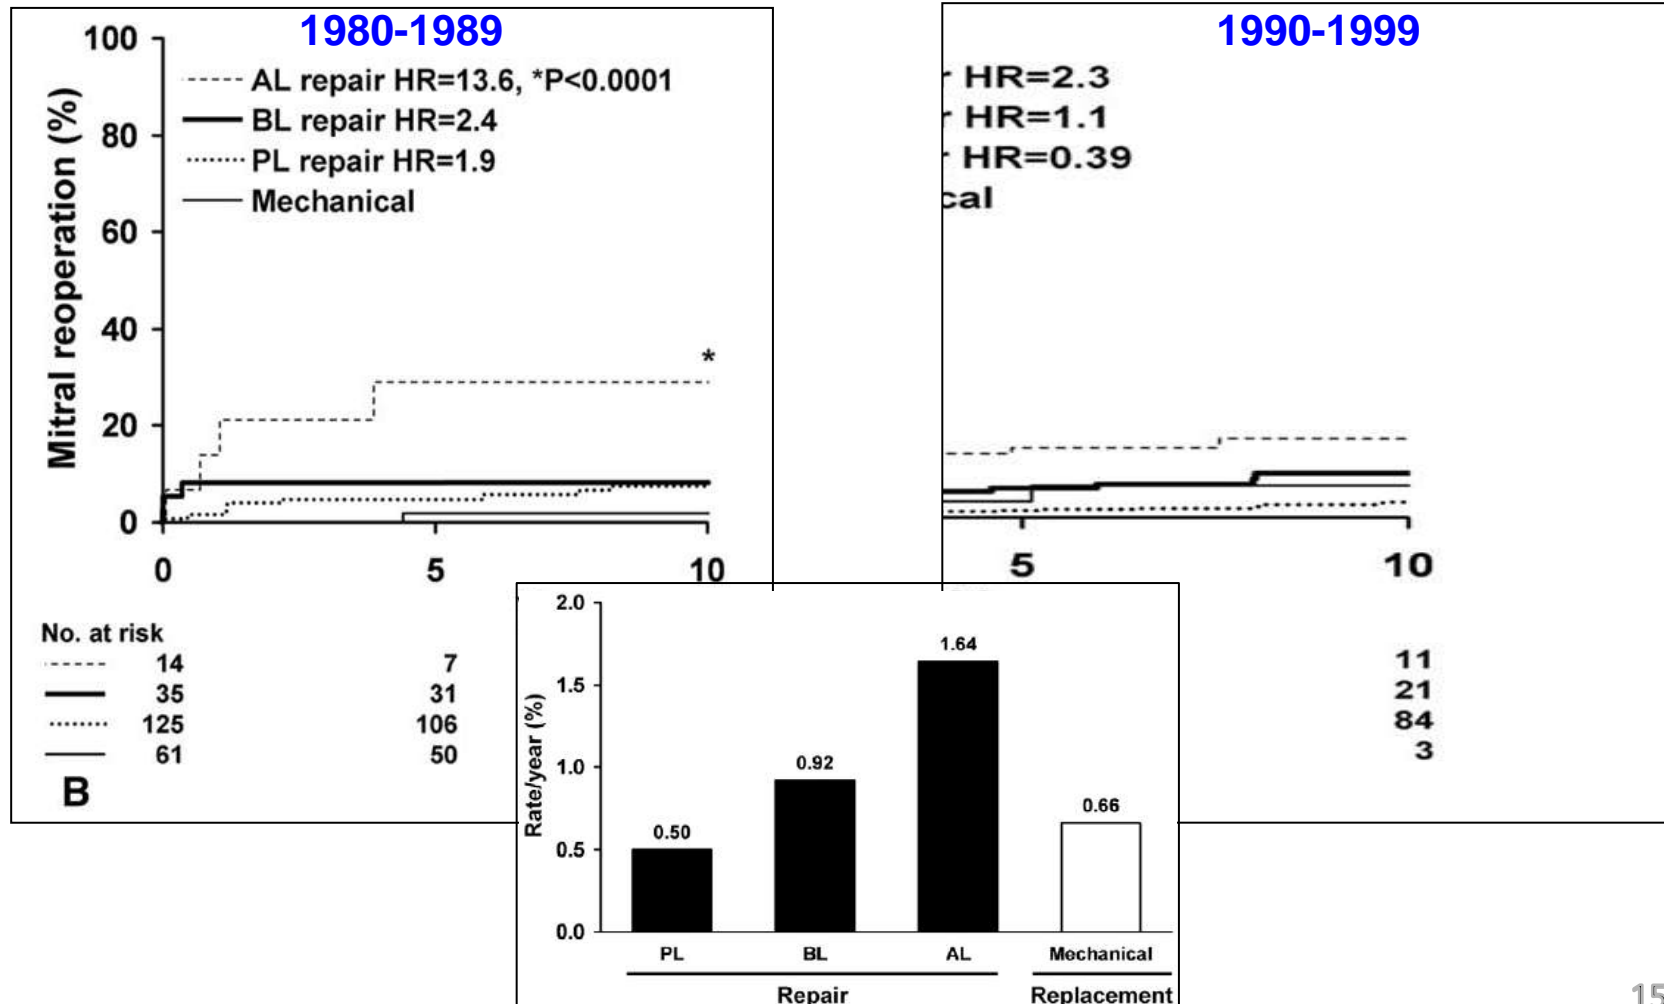 1980-1989
100
80
60
40
20
0
Mitral reoperation (%)
AL repair HR=13.6, *P<0.0001
BL repair HR=2.4
PL repair HR=1.9
Mechanical
*
0 5 10
No. at risk
14 7
35 31
125 106
61 50
B
1990-1999
r HR=2.3
r HR=1.1
r HR=0.39
cal
5 10
11
21
84
3
2.0
1.5
1.0
0.5
0.0
Rate/year (%)
0.50
0.92
1.64
0.66
PL BL AL Mechanical
Repair Replacement
15